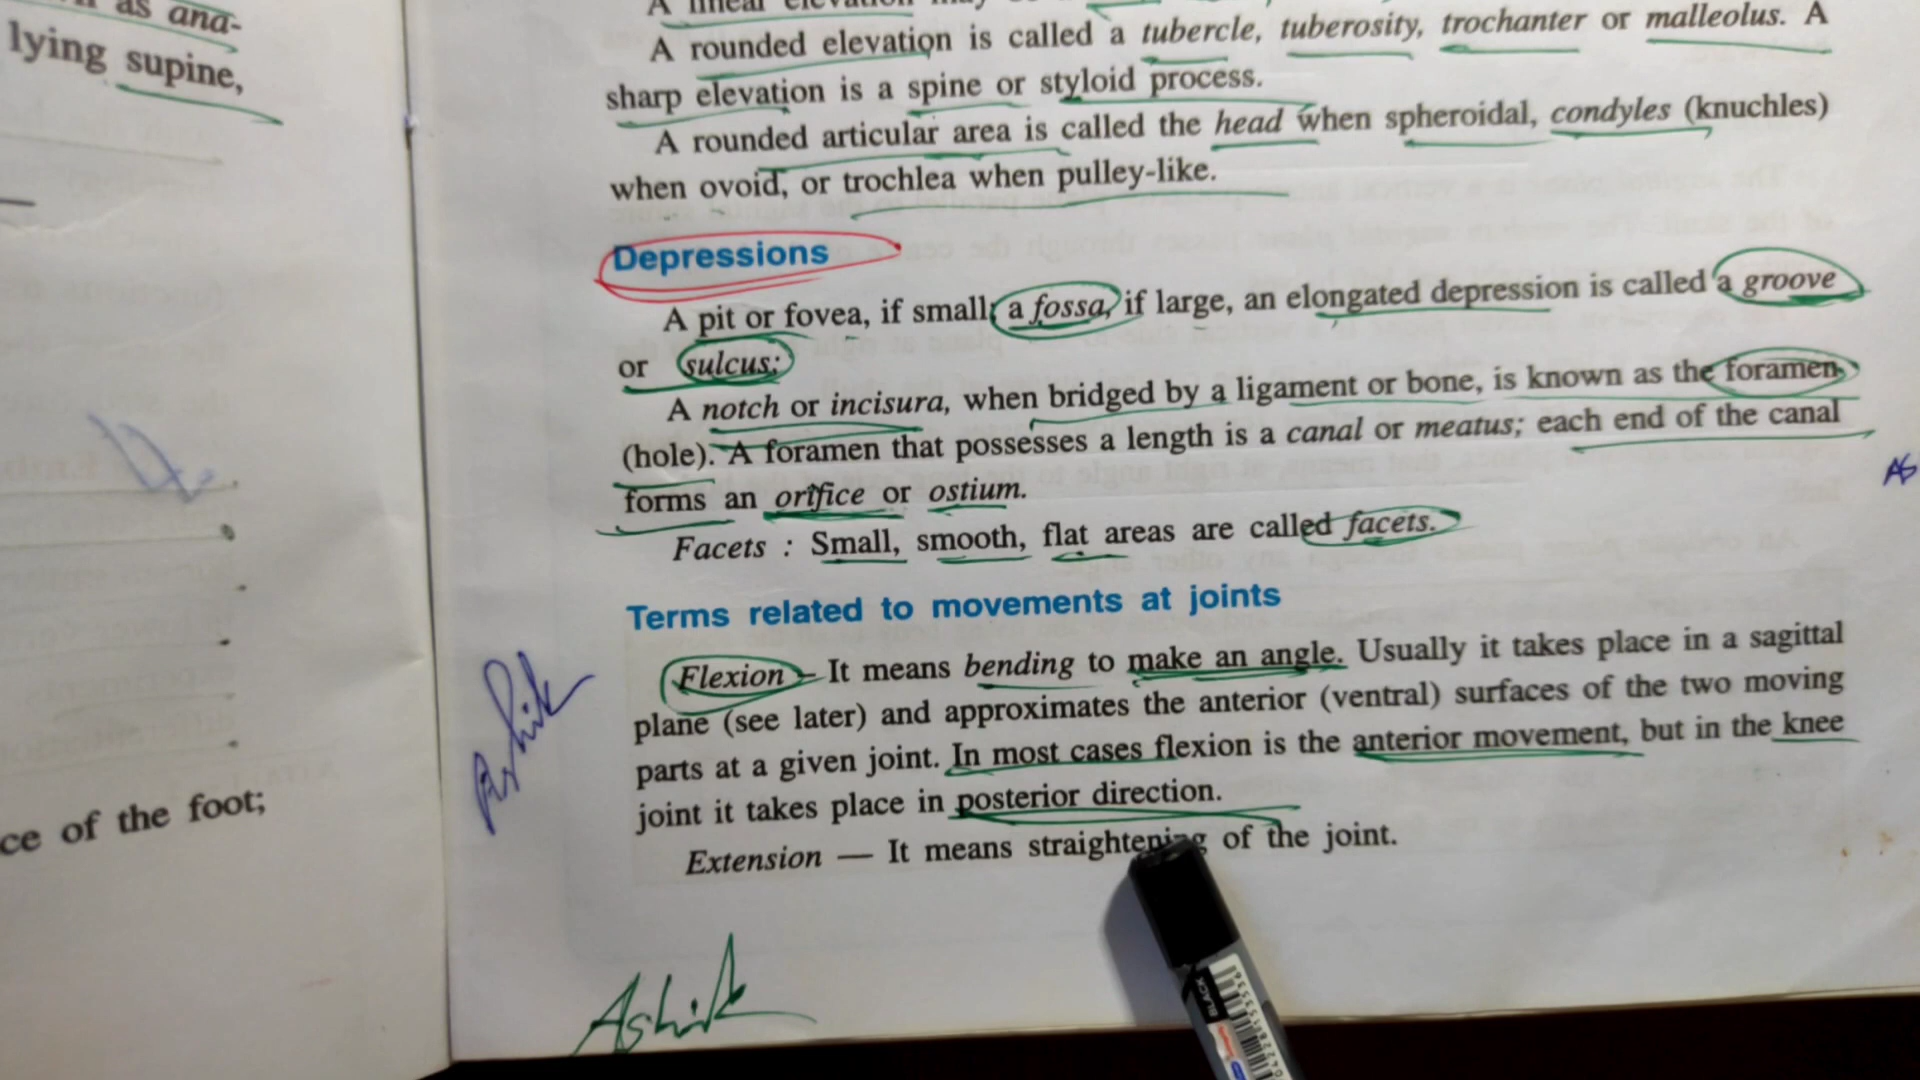 as ana-
lying supine,
ce of the foot;
A linear elevation may
A rounded elevation is called a tubercle, tuberosity, trochanter or malleolus. A
sharp elevation is a spine or styloid process.
A rounded articular area is called the head when spheroidal, condyles (knuckles)
when ovoid, or trochlea when pulley-like.
Depressions
A pit or fovea, if small; a fossa, if large, an elongated depression is called a groove
or sulcus;
A notch or incisura, when bridged by a ligament or bone, is known as the foramen
(hole). A foramen that possesses a length is a canal or meatus; each end of the canal
forms an orifice or ostium.
Facets : Small, smooth, flat areas are called facets.
Terms related to movements at joints
Flexion – It means bending to make an angle. Usually it takes place in a sagittal
plane (see later) and approximates the anterior (ventral) surfaces of the two moving
parts at a given joint. In most cases flexion is the anterior movement, but in the knee
joint it takes place in posterior direction.
Extension — It means straightening of the joint.
Ashik
Ashik
As
BLACK